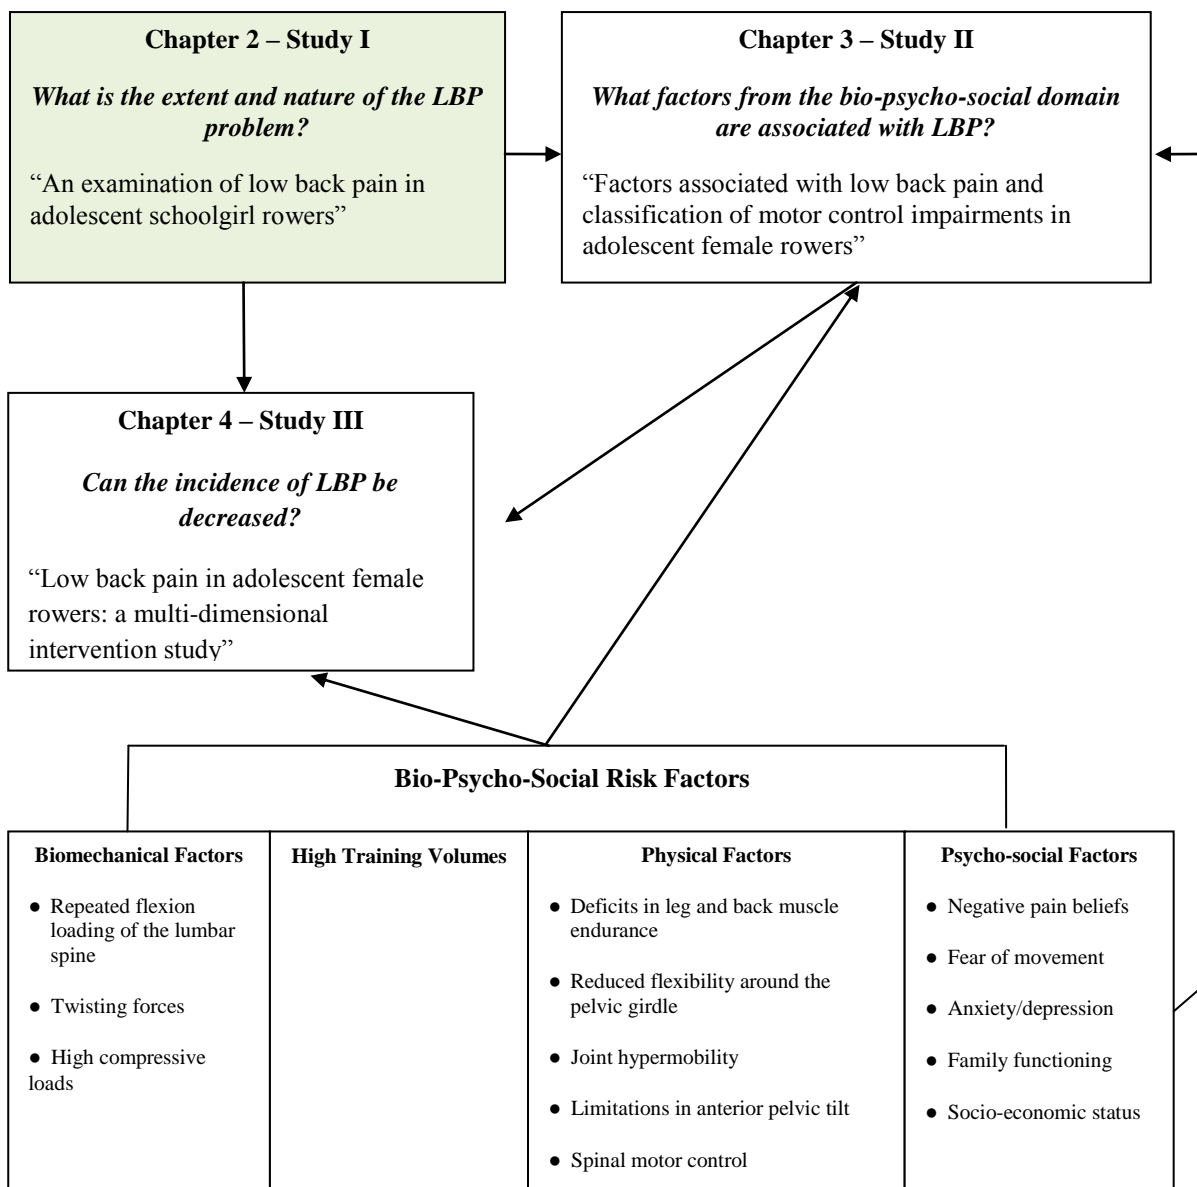 Chapter 2 – Study I
What is the extent and nature of the LBP
problem?
“An examination of low back pain in
adolescent schoolgirl rowers”
Chapter 3 – Study II
What factors from the bio-psycho-social domain
are associated with LBP?
“Factors associated with low back pain and
classification of motor control impairments in
adolescent female rowers”
Chapter 4 – Study III
Can the incidence of LBP be
decreased?
“Low back pain in adolescent female
rowers: a multi-dimensional
intervention study”
Bio-Psycho-Social Risk Factors
Biomechanical Factors
● Repeated flexion
loading of the lumbar
spine
● Twisting forces
● High compressive
loads
High Training Volumes
Physical Factors
● Deficits in leg and back muscle
endurance
● Reduced flexibility around the
pelvic girdle
● Joint hypermobility
● Limitations in anterior pelvic tilt
● Spinal motor control
Psycho-social Factors
● Negative pain beliefs
● Fear of movement
● Anxiety/depression
● Family functioning
● Socio-economic status